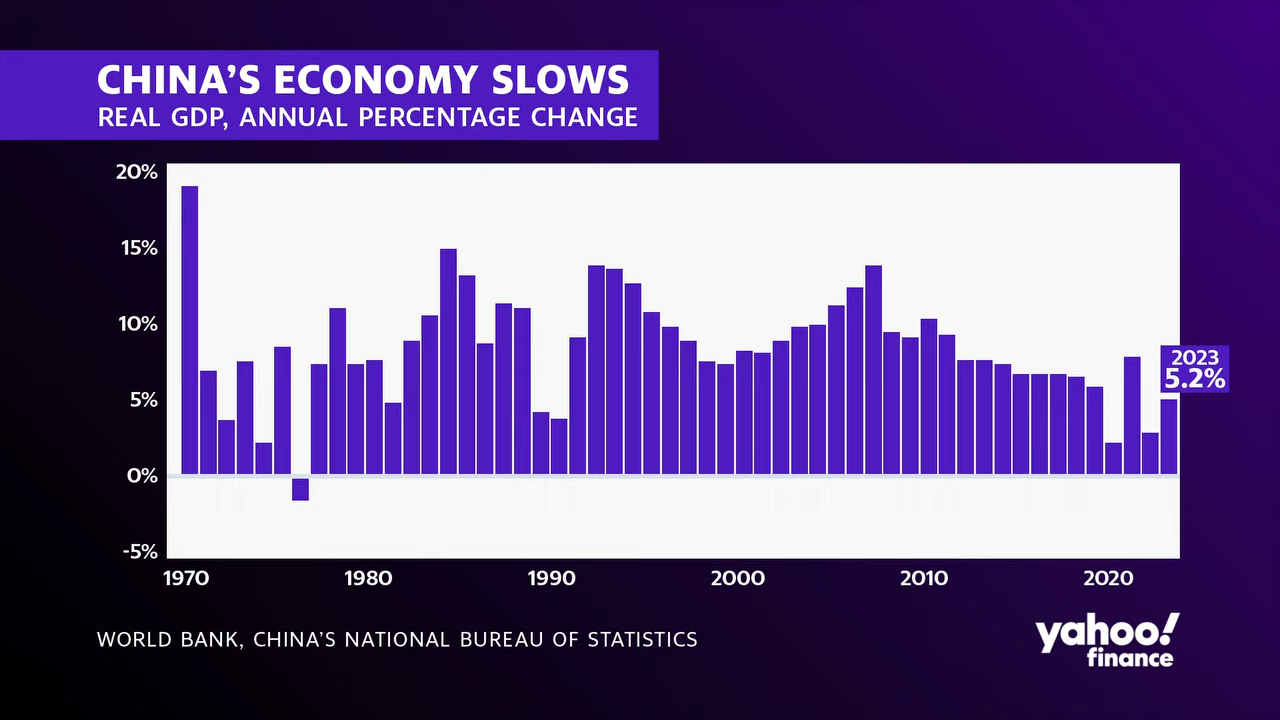 CHINA’S ECONOMY SLOWS
REAL GDP, ANNUAL PERCENTAGE CHANGE
20%
15%
10%
5%
0%
-5%
2023
5.2%
1970 1980 1990 2000 2010 2020
WORLD BANK, CHINA’S NATIONAL BUREAU OF STATISTICS
yahoo!
finance